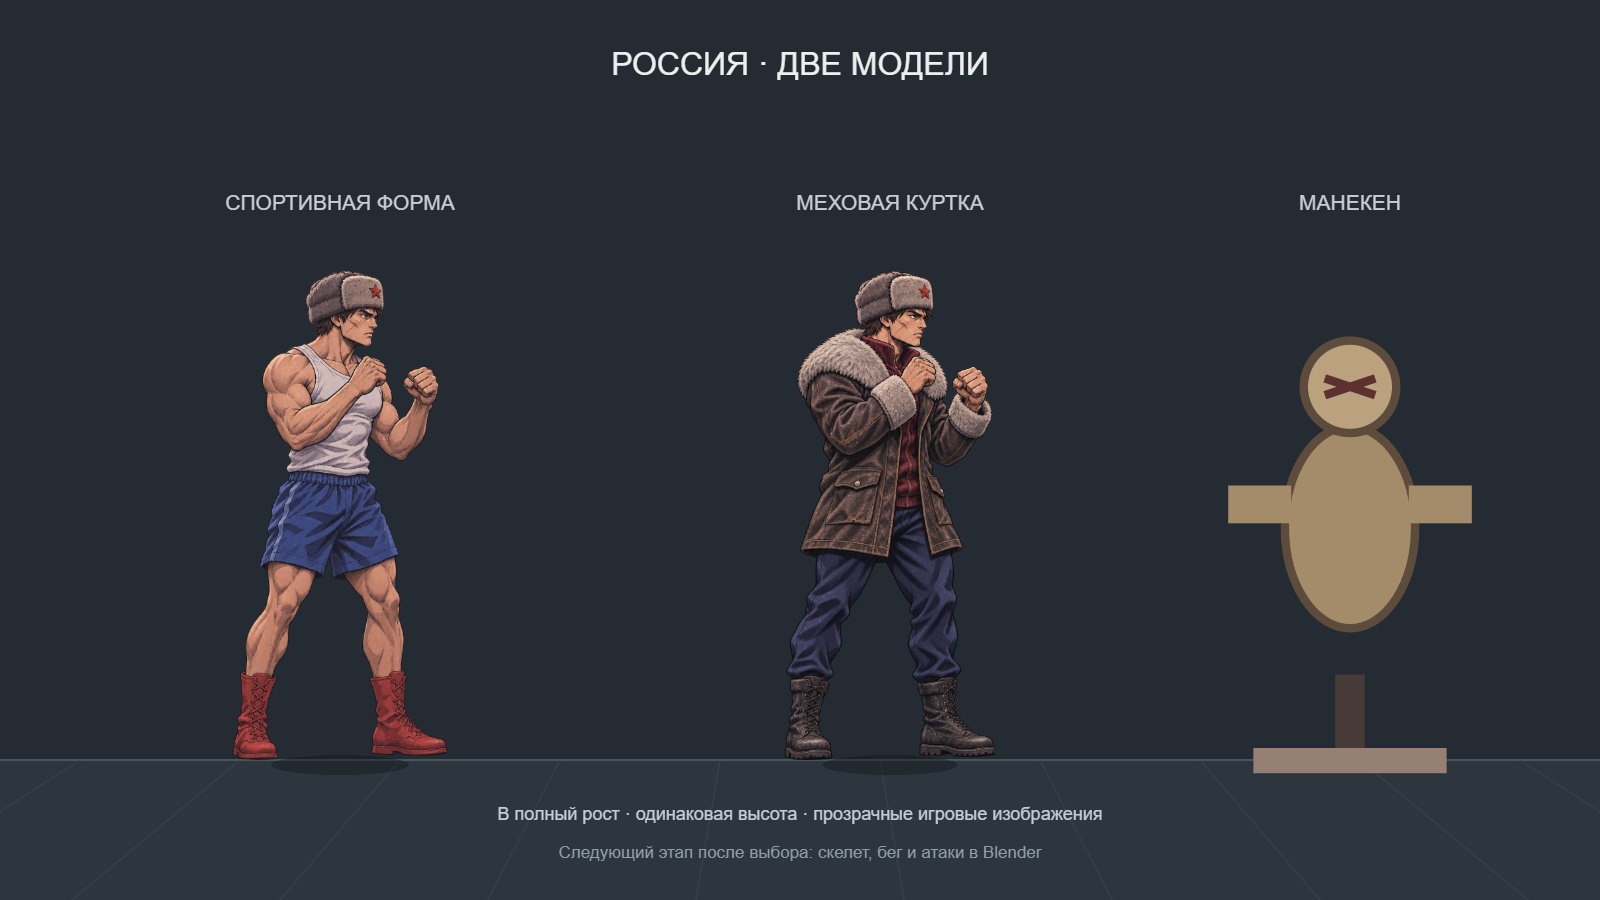 РОССИЯ · ДВЕ МОДЕЛИ
СПОРТИВНАЯ ФОРМА
МЕХОВАЯ КУРТКА
МАНЕКЕН
В полный рост · одинаковая высота · прозрачные игровые изображения
Следующий этап после выбора: скелет, бег и атаки в Blender